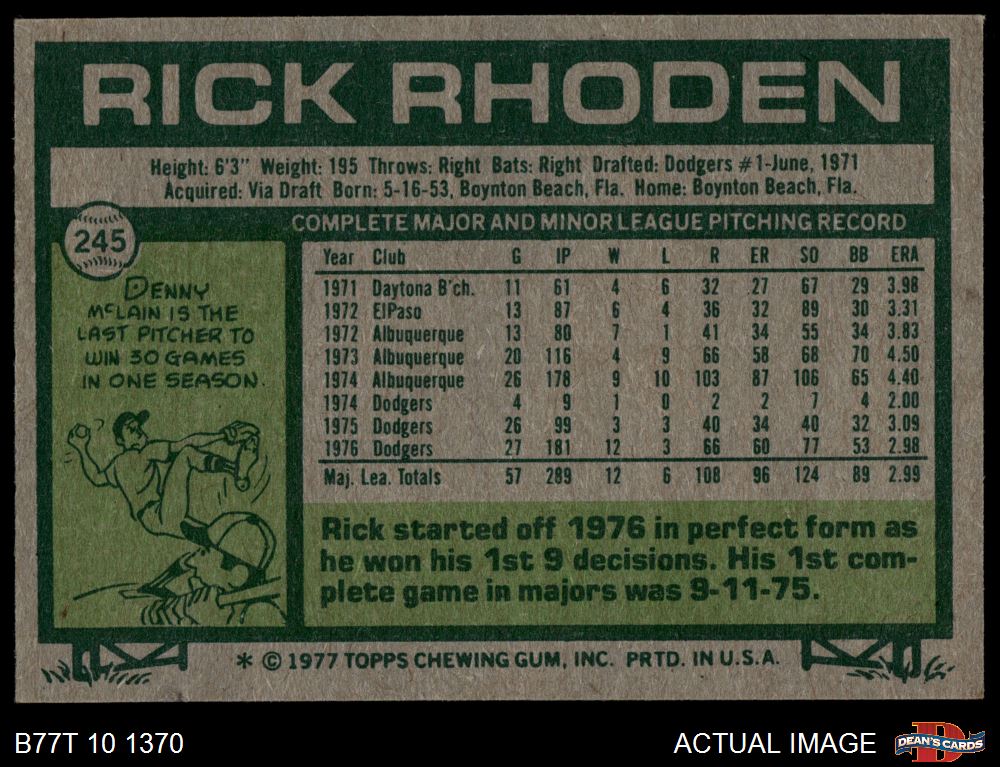 RICK RHODEN
Height: 6'3" Weight: 195 Throws: Right Bats: Right Drafted: Dodgers #1-June, 1971
Acquired: Via Draft Born: 5-16-53, Boynton Beach, Fla. Home: Boynton Beach, Fla.
245
COMPLETE MAJOR AND MINOR LEAGUE PITCHING RECORD
DENNY
McLAIN IS THE
LAST PITCHER TO
WIN 30 GAMES
IN ONE SEASON.
Year Club G IP W L R ER SO BB ERA
1971 Daytona B'ch. 11 61 4 6 32 27 67 29 3.98
1972 ElPaso 13 87 6 4 36 32 89 30 3.31
1972 Albuquerque 13 80 7 1 41 34 55 34 3.83
1973 Albuquerque 20 116 4 9 66 58 68 70 4.50
1974 Albuquerque 26 178 9 10 103 87 106 65 4.40
1974 Dodgers 4 9 1 0 2 2 7 4 2.00
1975 Dodgers 26 99 3 3 40 34 40 32 3.09
1976 Dodgers 27 181 12 3 66 60 77 53 2.98
Maj. Lea. Totals 57 289 12 6 108 96 124 89 2.99
Rick started off 1976 in perfect form as
he won his 1st 9 decisions. His 1st com-
plete game in majors was 9-11-75.
* © 1977 TOPPS CHEWING GUM, INC. PRTD. IN U.S.A.
B77T 10 1370
ACTUAL IMAGE
D
DEAN'S CARDS